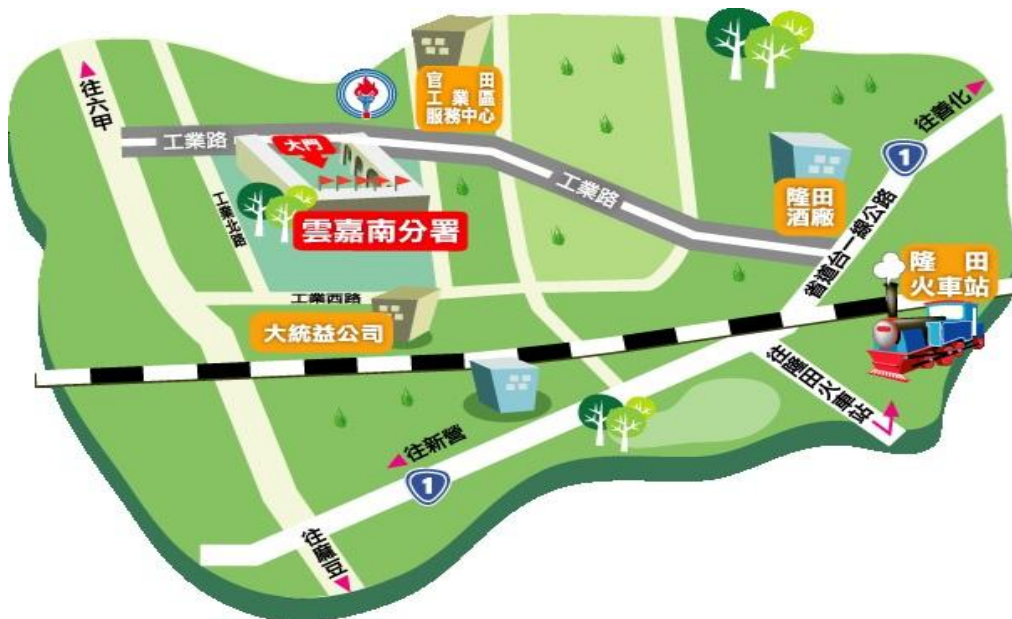 往六甲
官田
工業區
服務中心
往善化
1
工業路
大門
工業路
隆田
酒廠
工業北路
雲嘉南分署
省道台一線公路
隆田
火車站
工業西路
大統益公司
往隆田火車站
往新營
1
往麻豆